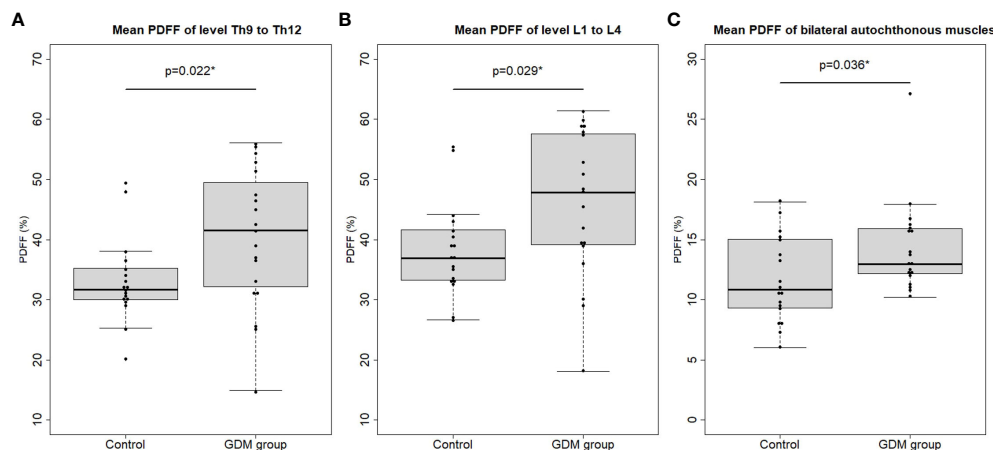 A
Mean PDFF of level Th9 to Th12
70
60
50
40
30
20
10
PDFF (%)
p=0.022*
Control GDM group
B
Mean PDFF of level L1 to L4
70
60
50
40
30
20
10
PDFF (%)
p=0.029*
Control GDM group
C
Mean PDFF of bilateral autochthonous muscles
30
25
20
15
10
5
0
PDFF (%)
p=0.036*
Control GDM group